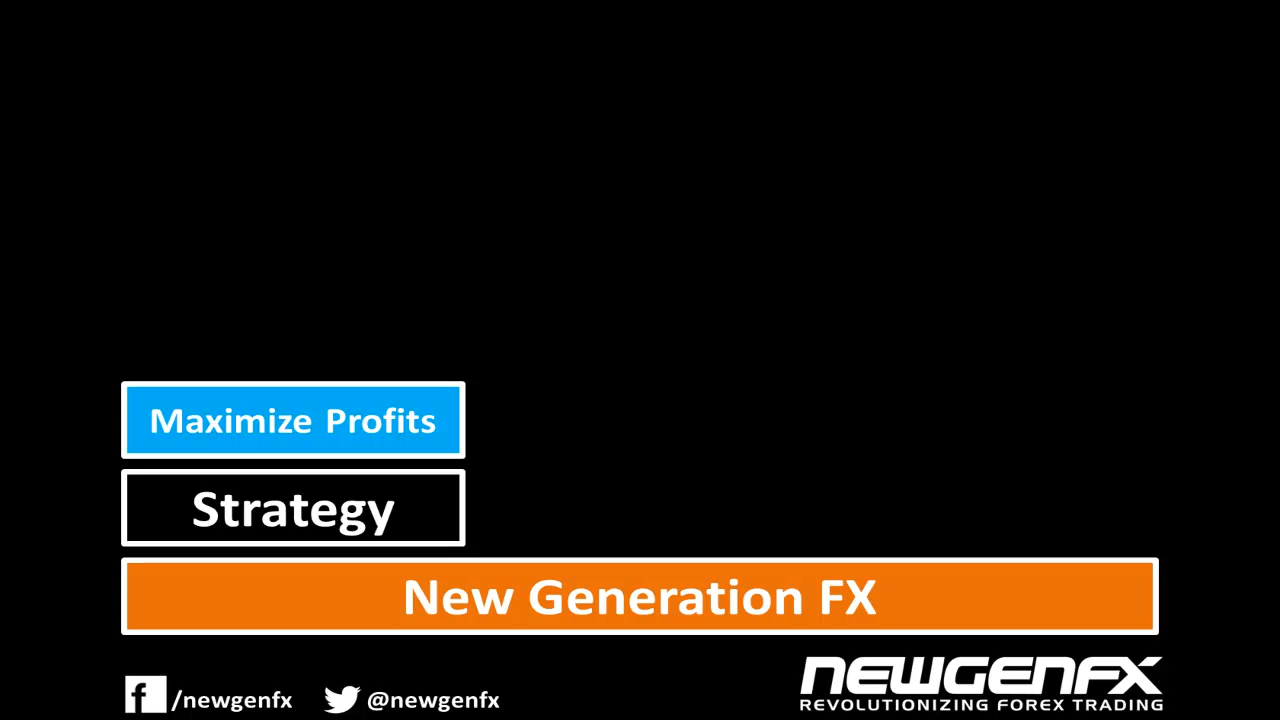 Maximize Profits
Strategy
New Generation FX
/newgenfx
@newgenfx
NEWGENFX
REVOLUTIONIZING FOREX TRADING